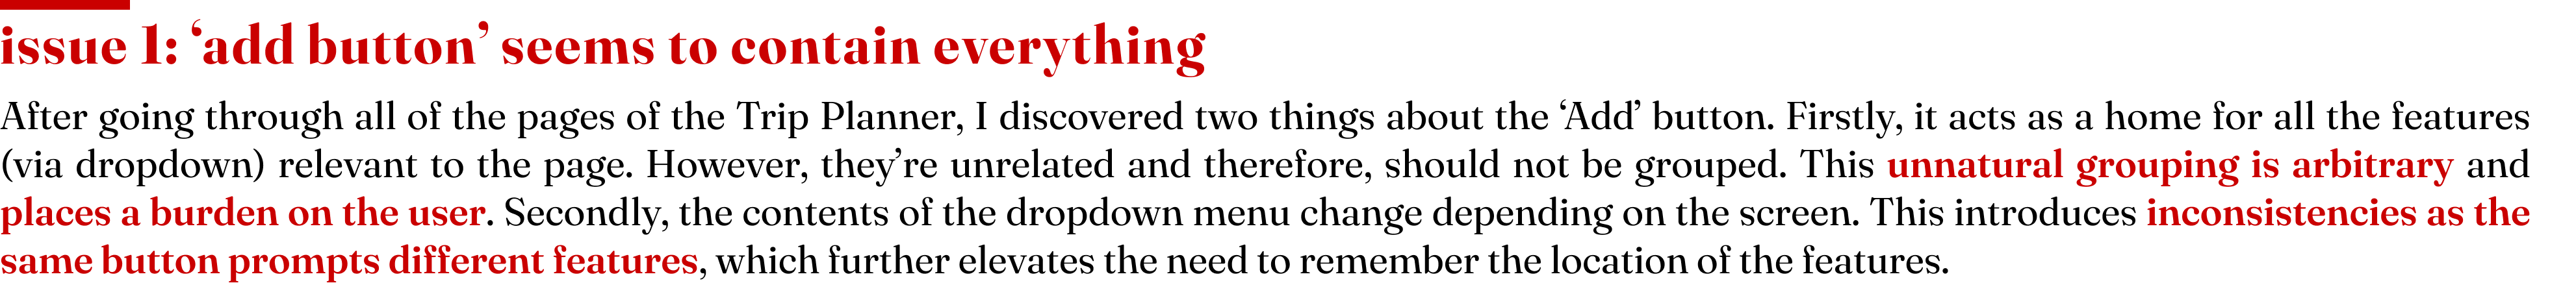 issue 1: ‘add button’ seems to contain everything
After going through all of the pages of the Trip Planner, I discovered two things about the ‘Add’ button. Firstly, it acts as a home for all the features
(via dropdown) relevant to the page. However, they’re unrelated and therefore, should not be grouped. This unnatural grouping is arbitrary and
places a burden on the user. Secondly, the contents of the dropdown menu change depending on the screen. This introduces inconsistencies as the
same button prompts different features, which further elevates the need to remember the location of the features.